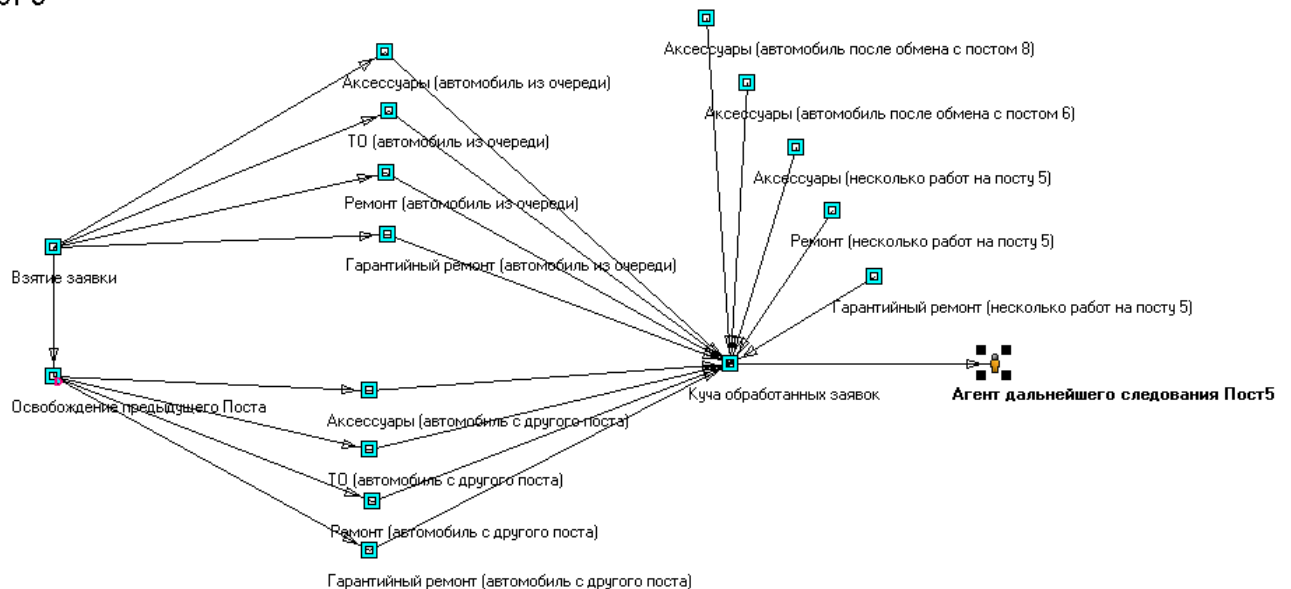 Аксессуары (автомобиль после обмена с постом 8)
Аксессуары (автомобиль из очереди)
Аксессуары (автомобиль после обмена с постом 6)
ТО (автомобиль из очереди)
Аксессуары (несколько работ на посту 5)
Ремонт (автомобиль из очереди)
Ремонт (несколько работ на посту 5)
Гарантийный ремонт (автомобиль из очереди)
Взятие заявки
Гарантийный ремонт (несколько работ на посту 5)
Куча обработанных заявок
Агент дальнейшего следования Пост5
Освобождение предыдущего Поста
Аксессуары (автомобиль с другого поста)
ТО (автомобиль с другого поста)
Ремонт (автомобиль с другого поста)
Гарантийный ремонт (автомобиль с другого поста)